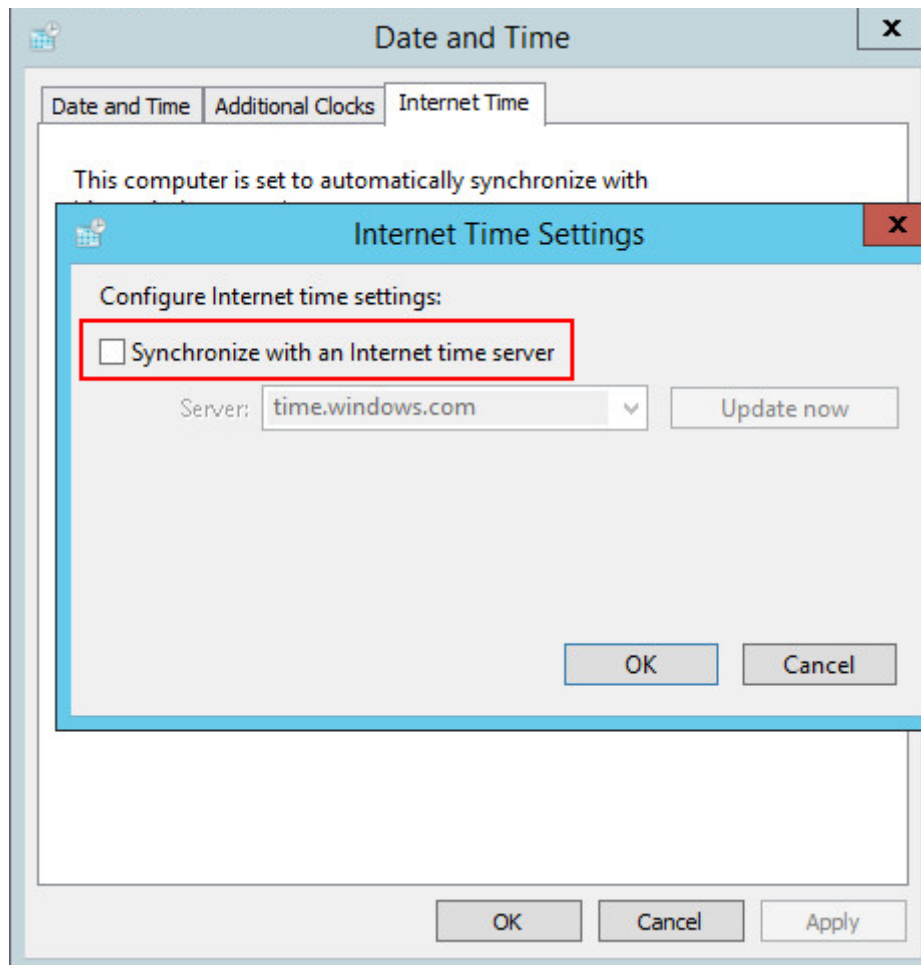 Date and Time
x
Date and Time
Additional Clocks
Internet Time
This computer is set to automatically synchronize with
Internet Time Settings
x
Configure Internet time settings:
Synchronize with an Internet time server
Server:
time.windows.com
Update now
OK
Cancel
OK
Cancel
Apply